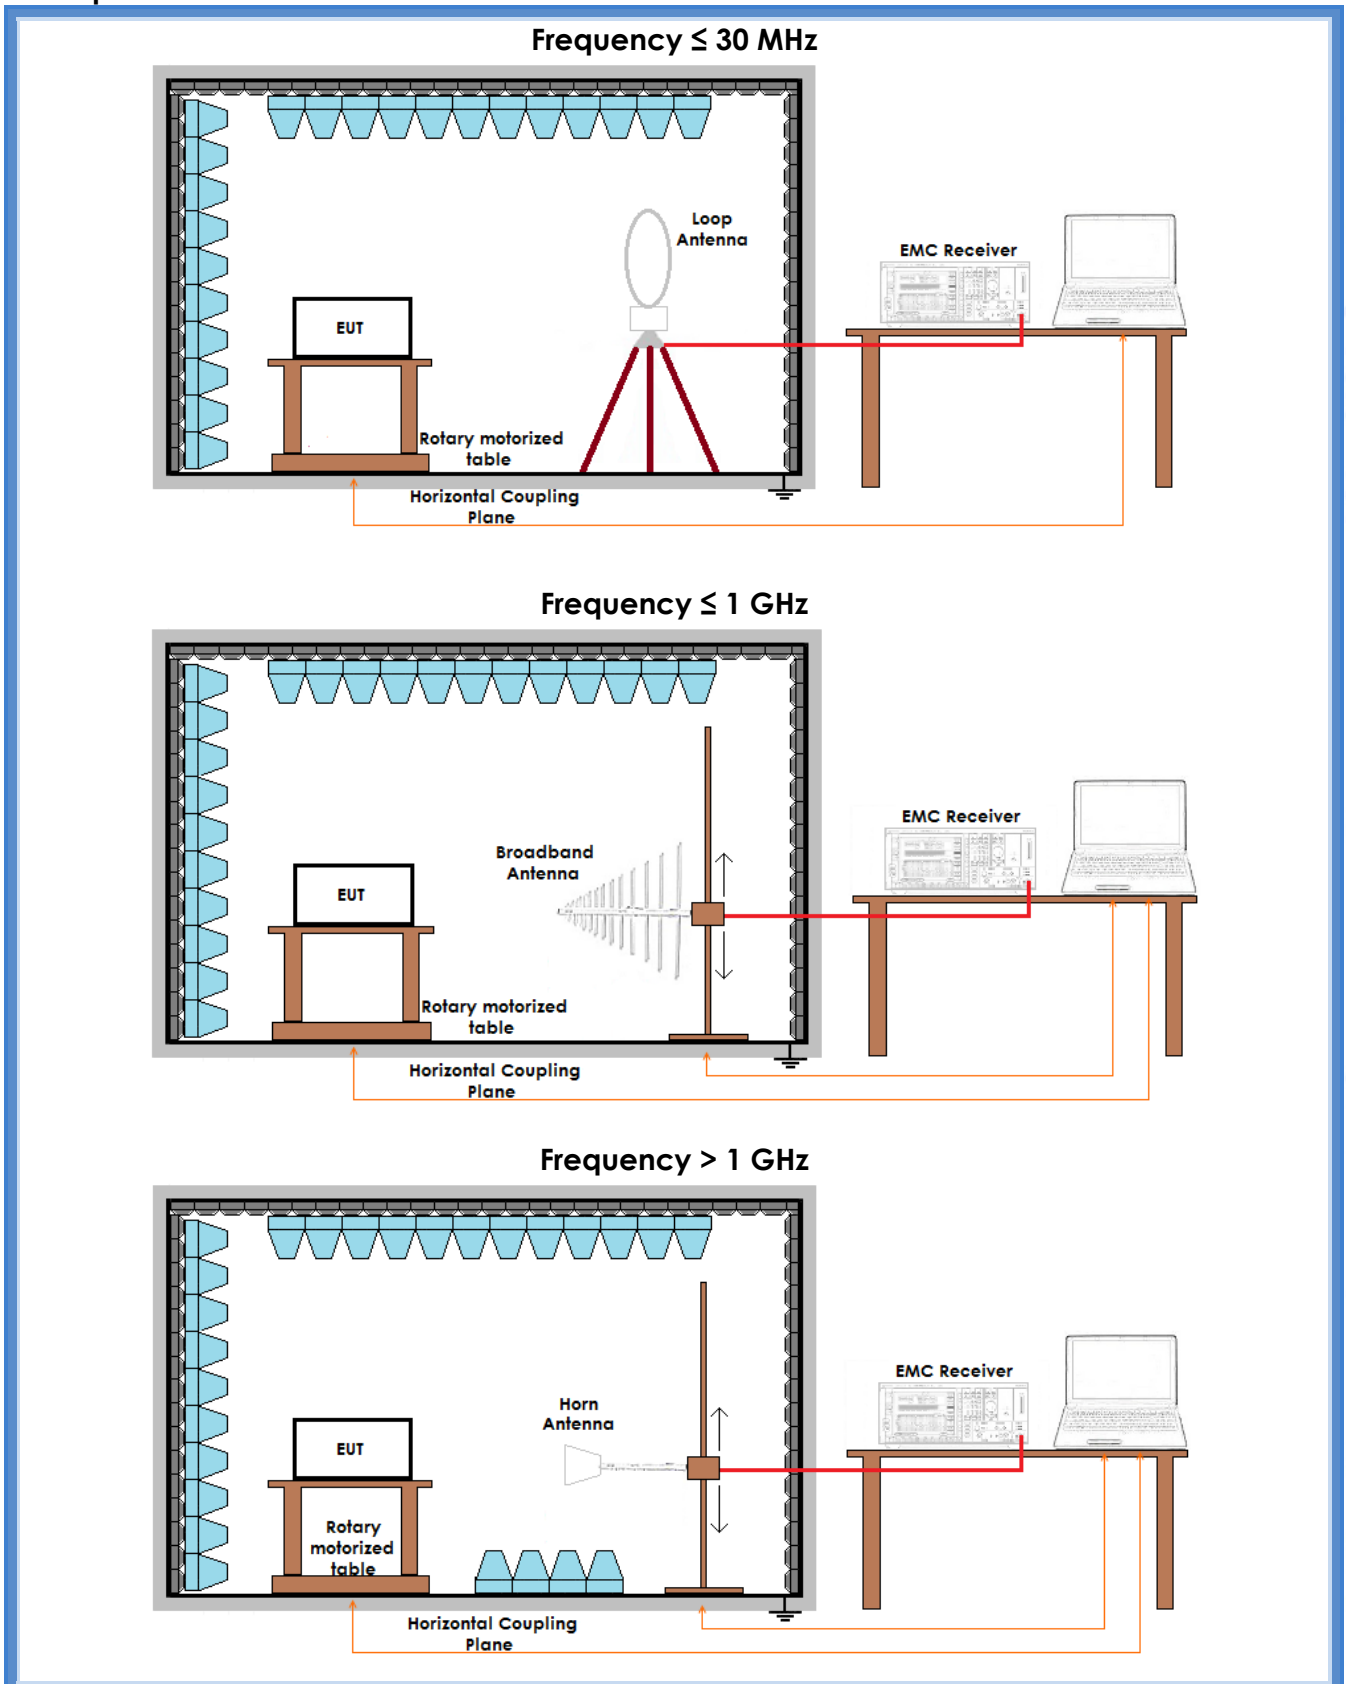 Frequency ≤ 30 MHz
Loop
Antenna
EMC Receiver
EUT
Rotary motorized
table
Horizontal Coupling
Plane
Frequency ≤ 1 GHz
EMC Receiver
Broadband
Antenna
EUT
Rotary motorized
table
Horizontal Coupling
Plane
Frequency > 1 GHz
EMC Receiver
Horn
Antenna
EUT
Rotary
motorized
table
Horizontal Coupling
Plane